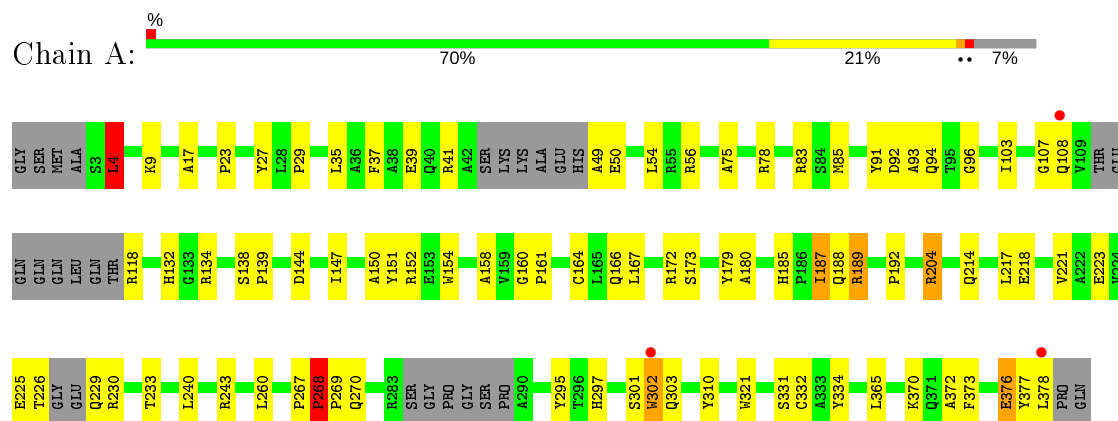 %
Chain A:
70% 21% •• 7%
GLY SER MET ALA S3 L4 K9 A17 P23 Y27 L28 P29 L35 A36 F37 A38 E39 Q40 R41 A42 SER LYS LYS ALA GLU HIS A49 E50 L54 R55 R56 A75 R78 R83 S84 M85 Y91 D92 A93 Q94 T95 G96 I103 G107 Q108 V109 THR GLU
GLN GLN GLN LEU GLN THR R118 H132 G133 R134 S138 P139 D144 I147 A150 Y151 R152 E153 W154 A158 V159 G160 P161 C164 L165 Q166 L167 R172 S173 Y179 A180 H185 P186 I187 Q188 R189 P192 R204 Q214 L217 E218 V221 A222 E223 V224
E225 T226 GLY GLU Q229 R230 T233 L240 R243 L260 P267 P268 P269 Q270 R283 SER GLY PRO GLY SER PRO A290 Y295 T296 H297 S301 W302 Q303 Y310 W321 S331 C332 A333 Y334 L365 K370 Q371 A372 F373 E376 Y377 L378 PRO GLN